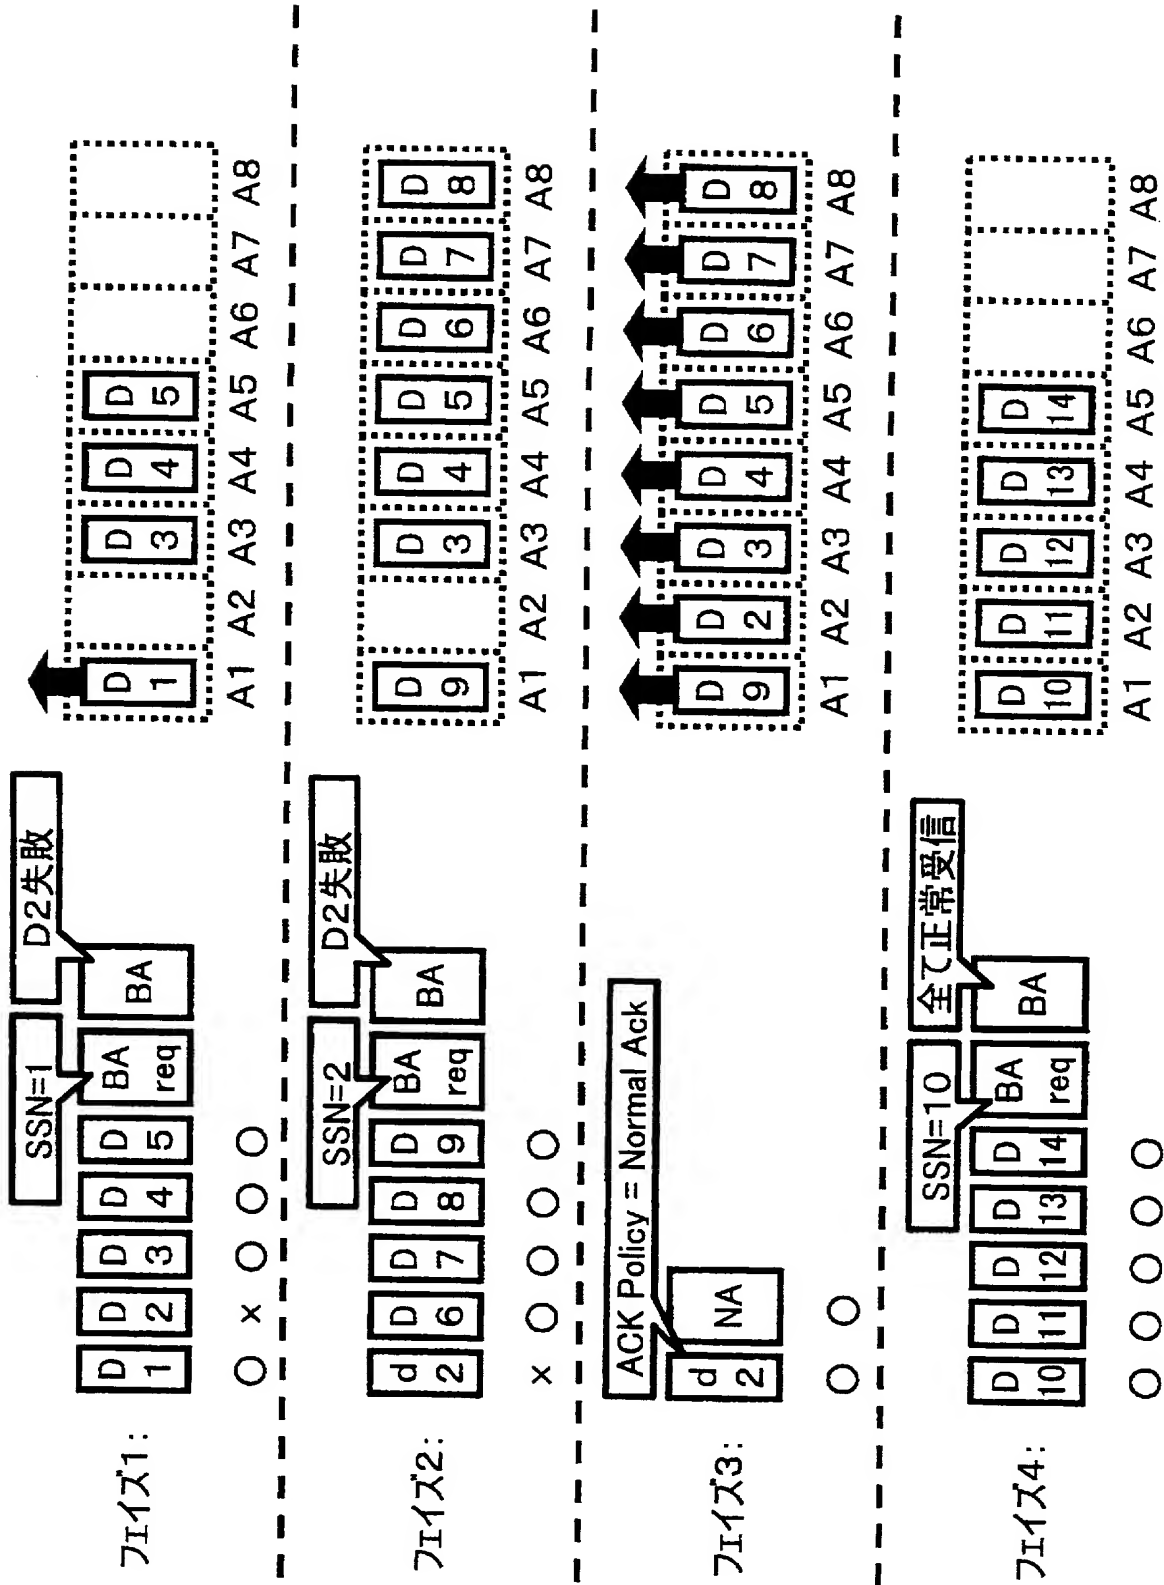 フェイズ1:
SSN=1
D2失敗
D 1
D 2
D 3
D 4
D 5
BA req
BA
○ × ○ ○ ○
D 1
D 3
D 4
D 5
A1 A2 A3 A4 A5 A6 A7 A8
フェイズ2:
SSN=2
D2失敗
d 2
D 6
D 7
D 8
D 9
BA req
BA
× ○ ○ ○ ○
D 9
D 3
D 4
D 5
D 6
D 7
D 8
A1 A2 A3 A4 A5 A6 A7 A8
フェイズ3:
ACK Policy = Normal Ack
d 2
NA
○ ○
D 9
D 2
D 3
D 4
D 5
D 6
D 7
D 8
A1 A2 A3 A4 A5 A6 A7 A8
フェイズ4:
SSN=10
全て正常受信
D 10
D 11
D 12
D 13
D 14
BA req
BA
○ ○ ○ ○ ○
D 10
D 11
D 12
D 13
D 14
A1 A2 A3 A4 A5 A6 A7 A8